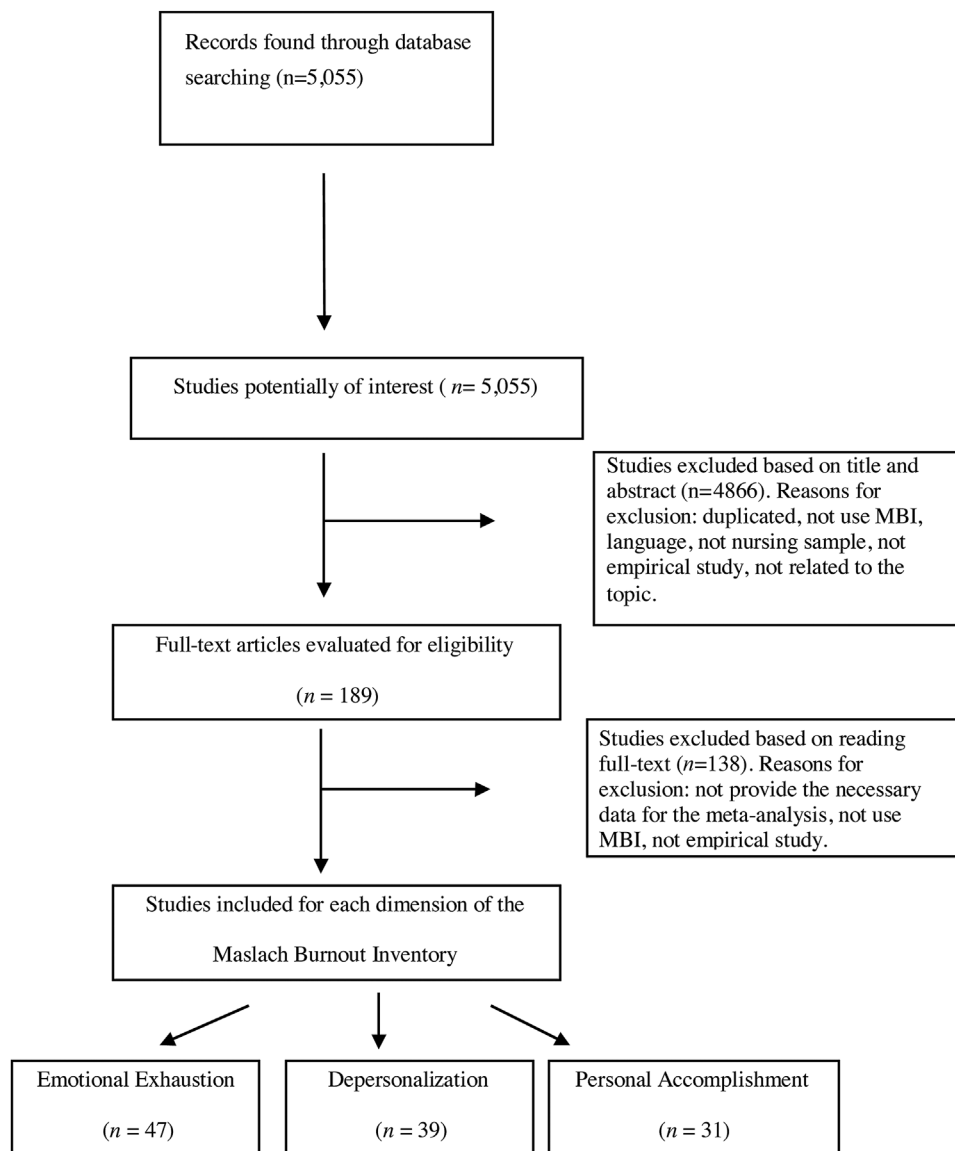 Records found through database
searching (n=5,055)
Studies potentially of interest ( n= 5,055)
Studies excluded based on title and
abstract (n=4866). Reasons for
exclusion: duplicated, not use MBI,
language, not nursing sample, not
empirical study, not related to the
topic.
Full-text articles evaluated for eligibility
(n = 189)
Studies excluded based on reading
full-text (n=138). Reasons for
exclusion: not provide the necessary
data for the meta-analysis, not use
MBI, not empirical study.
Studies included for each dimension of the
Maslach Burnout Inventory
Emotional Exhaustion
(n = 47)
Depersonalization
(n = 39)
Personal Accomplishment
(n = 31)